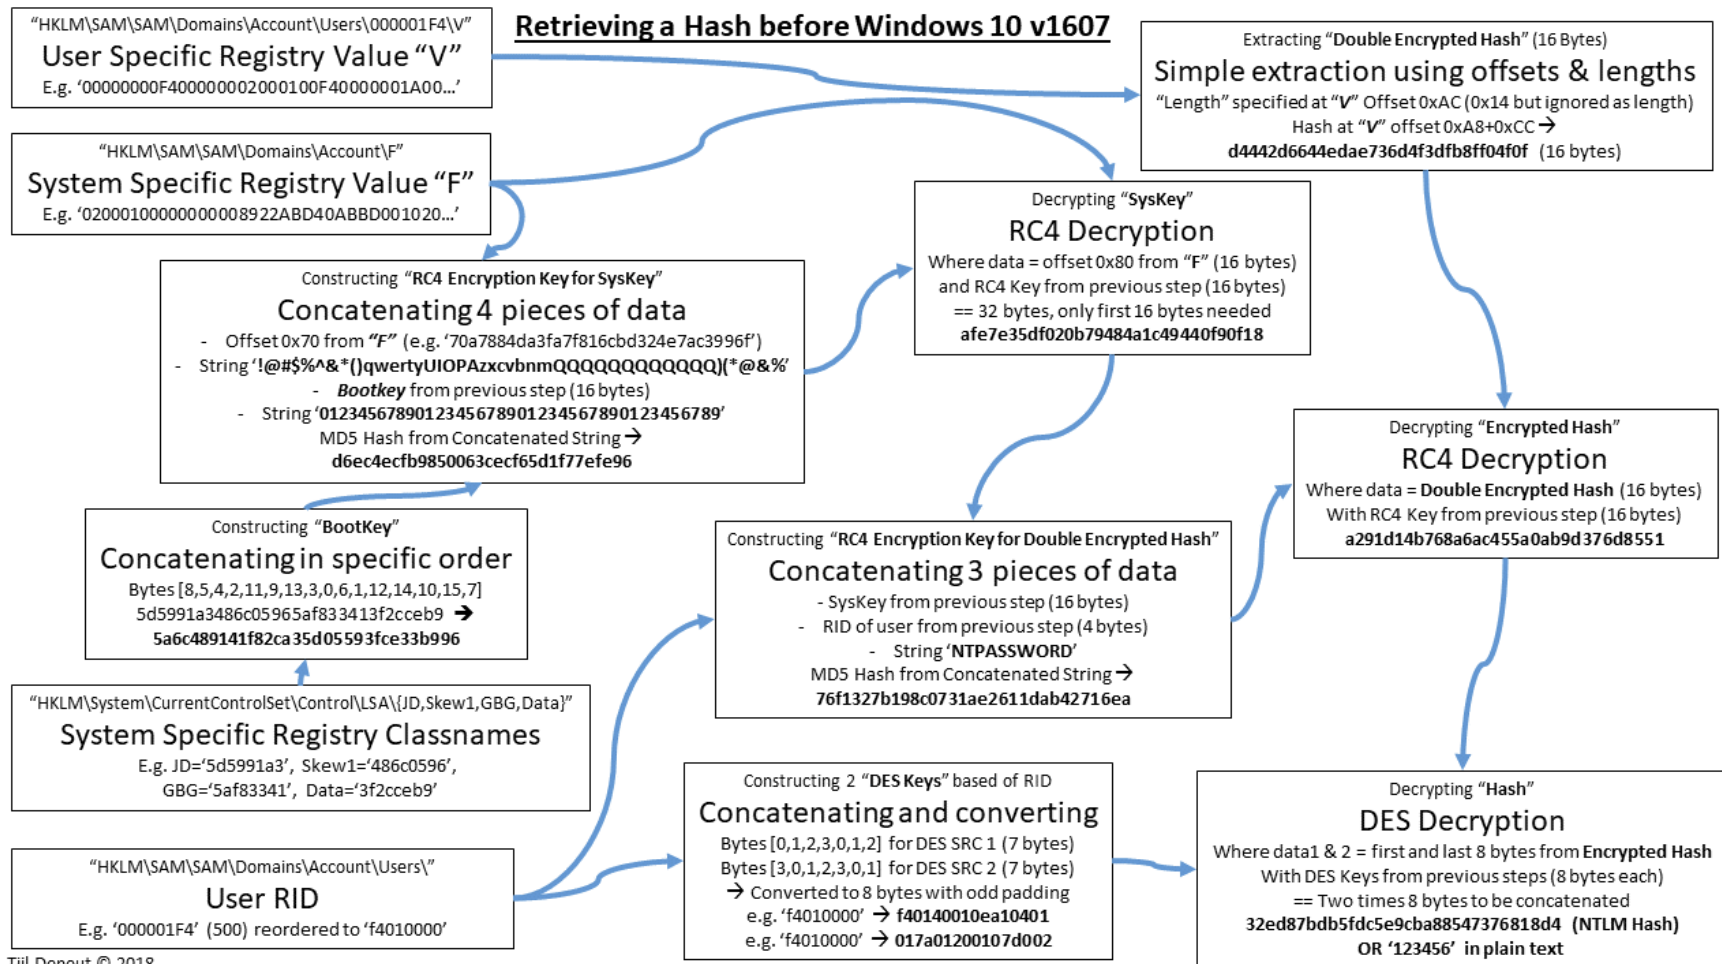 Retrieving a Hash before Windows 10 v1607
“HKLM\SAM\SAM\Domains\Account\Users\000001F4\V”
User Specific Registry Value “V”
E.g. ‘00000000F400000002000100F40000001A00...’
“HKLM\SAM\SAM\Domains\Account\F”
System Specific Registry Value “F”
E.g. ‘02000100000000008922ABD40ABBD001020...’
Extracting “Double Encrypted Hash” (16 Bytes)
Simple extraction using offsets & lengths
“Length” specified at “V” Offset 0xAC (0x14 but ignored as length)
Hash at “V” offset 0xA8+0xCC →
d4442d6644edae736d4f3dfb8ff04f0f (16 bytes)
Decrypting “SysKey”
RC4 Decryption
Where data = offset 0x80 from “F” (16 bytes)
and RC4 Key from previous step (16 bytes)
== 32 bytes, only first 16 bytes needed
afe7e35df020b79484a1c49440f90f18
Constructing “RC4 Encryption Key for SysKey”
Concatenating 4 pieces of data
- Offset 0x70 from “F” (e.g. ‘70a7884da3fa7f816cbd324e7ac3996f’)
- String ‘!@#$%^&*()qwertyUIOPAzxcvbnmQQQQQQQQQQQQ)(*@&%’
- Bootkey from previous step (16 bytes)
- String ‘0123456789012345678901234567890123456789’
MD5 Hash from Concatenated String →
d6ec4ecfb9850063cecf65d1f77efe96
Decrypting “Encrypted Hash”
RC4 Decryption
Where data = Double Encrypted Hash (16 bytes)
With RC4 Key from previous step (16 bytes)
a291d14b768a6ac455a0ab9d376d8551
Constructing “BootKey”
Concatenating in specific order
Bytes [8,5,4,2,11,9,13,3,0,6,1,12,14,10,15,7]
5d5991a3486c05965af833413f2cceb9 →
5a6c489141f82ca35d05593fce33b996
Constructing “RC4 Encryption Key for Double Encrypted Hash”
Concatenating 3 pieces of data
- SysKey from previous step (16 bytes)
- RID of user from previous step (4 bytes)
- String ‘NTPASSWORD’
MD5 Hash from Concatenated String →
76f1327b198c0731ae2611dab42716ea
“HKLM\System\CurrentControlSet\Control\LSA\{JD,Skew1,GBG,Data}”
System Specific Registry Classnames
E.g. JD=‘5d5991a3’, Skew1=‘486c0596’,
GBG=‘5af83341’, Data=‘3f2cceb9’
Constructing 2 “DES Keys” based of RID
Concatenating and converting
Bytes [0,1,2,3,0,1,2] for DES SRC 1 (7 bytes)
Bytes [3,0,1,2,3,0,1] for DES SRC 2 (7 bytes)
→ Converted to 8 bytes with odd padding
e.g. ‘f4010000’ → f40140010ea10401
e.g. ‘f4010000’ → 017a01200107d002
Decrypting “Hash”
DES Decryption
Where data1 & 2 = first and last 8 bytes from Encrypted Hash
With DES Keys from previous steps (8 bytes each)
== Two times 8 bytes to be concatenated
32ed87bdb5fdc5e9cba88547376818d4 (NTLM Hash)
OR ‘123456’ in plain text
“HKLM\SAM\SAM\Domains\Account\Users\”
User RID
E.g. ‘000001F4’ (500) reordered to ‘f4010000’
© 2018